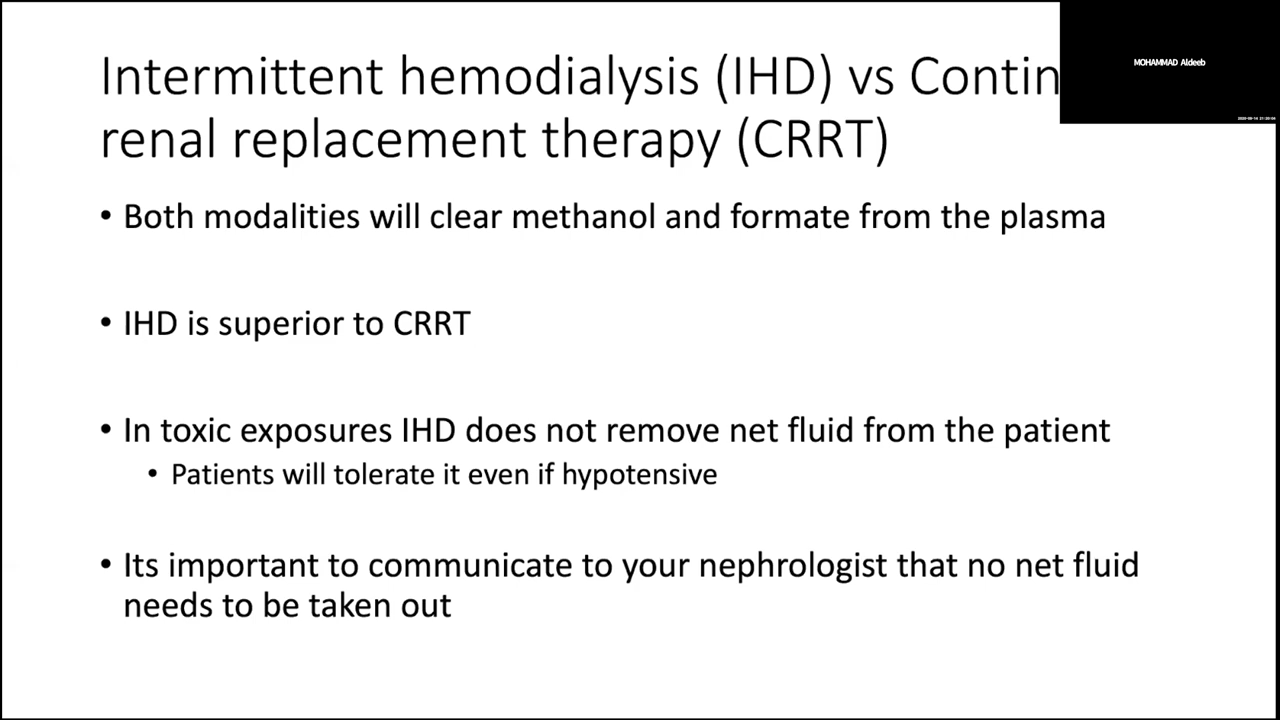 Intermittent hemodialysis (IHD) vs Contin
renal replacement therapy (CRRT)
MOHAMMAD Aldeeb
• Both modalities will clear methanol and formate from the plasma
• IHD is superior to CRRT
• In toxic exposures IHD does not remove net fluid from the patient
• Patients will tolerate it even if hypotensive
• Its important to communicate to your nephrologist that no net fluid
needs to be taken out